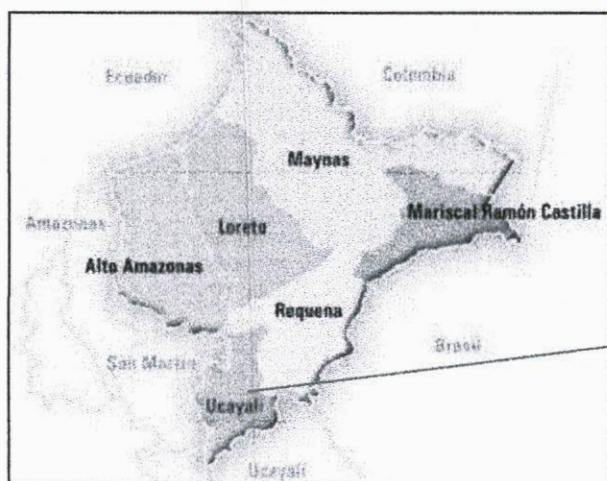 Ecuador
Colombia
Maynas
Amazonas
Loreto
Mariscal Ramón Castilla
Alto Amazonas
Requena
San Martín
Brasil
Ucayali
Ucayali